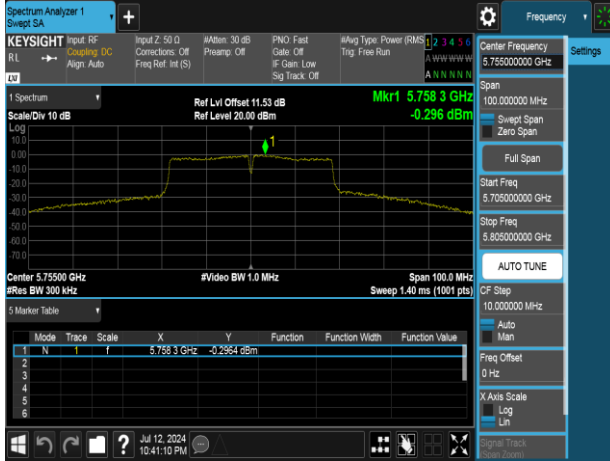 Spectrum Analyzer 1
Swept SA
+
Frequency
KEYSIGHT
RL
LXI
Input: RF
Coupling: DC
Align: Auto
Input Z: 50 Ω
Corrections: Off
Freq Ref: Int (S)
#Atten: 30 dB
Preamp: Off
PNO: Fast
Gate: Off
IF Gain: Low
Sig Track: Off
#Avg Type: Power (RMS
Trig: Free Run
1 2 3 4 5 6
A W W W W W
A N N N N N
Center Frequency
5.755000000 GHz
Settings
1 Spectrum
Scale/Div 10 dB
Ref Lvl Offset 11.53 dB
Ref Level 20.00 dBm
Mkr1 5.758 3 GHz
-0.296 dBm
Span
100.000000 MHz
Swept Span
Zero Span
Full Span
Log
10.0
0.00
-10.0
-20.0
-30.0
-40.0
-50.0
-60.0
-70.0
1
Start Freq
5.705000000 GHz
Stop Freq
5.805000000 GHz
AUTO TUNE
Center 5.75500 GHz
#Res BW 300 kHz
#Video BW 1.0 MHz
Span 100.0 MHz
Sweep 1.40 ms (1001 pts)
CF Step
10.000000 MHz
Auto
Man
5 Marker Table
Mode Trace Scale X Y Function Function Width Function Value
1 N 1 f 5.758 3 GHz -0.2964 dBm
2
3
4
5
6
Freq Offset
0 Hz
X Axis Scale
Log
Lin
Signal Track
(Span Zoom)
?
Jul 12, 2024
10:41:10 PM